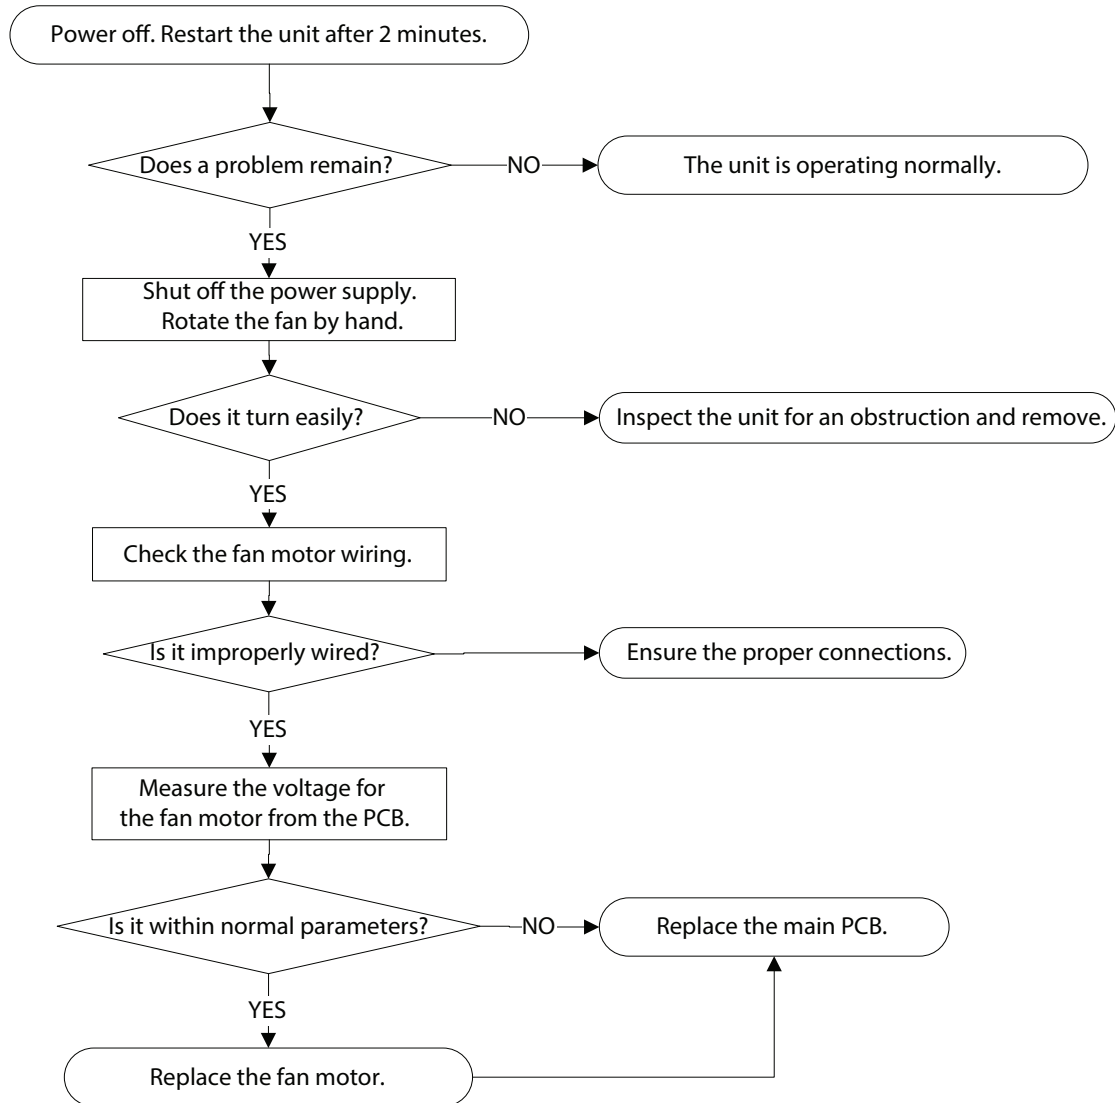 Power off. Restart the unit after 2 minutes.
Does a problem remain?
NO
The unit is operating normally.
YES
Shut off the power supply.
Rotate the fan by hand.
Does it turn easily?
NO
Inspect the unit for an obstruction and remove.
YES
Check the fan motor wiring.
Is it improperly wired?
Ensure the proper connections.
YES
Measure the voltage for
the fan motor from the PCB.
Is it within normal parameters?
NO
Replace the main PCB.
YES
Replace the fan motor.